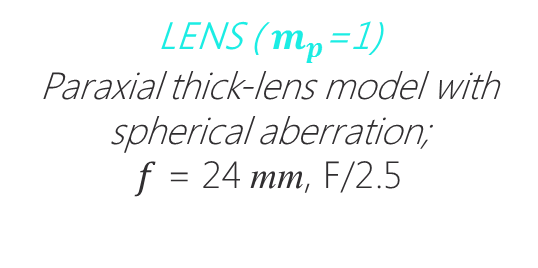 LENS (mp=1)
Paraxial thick-lens model with
spherical aberration;
f = 24 mm, F/2.5